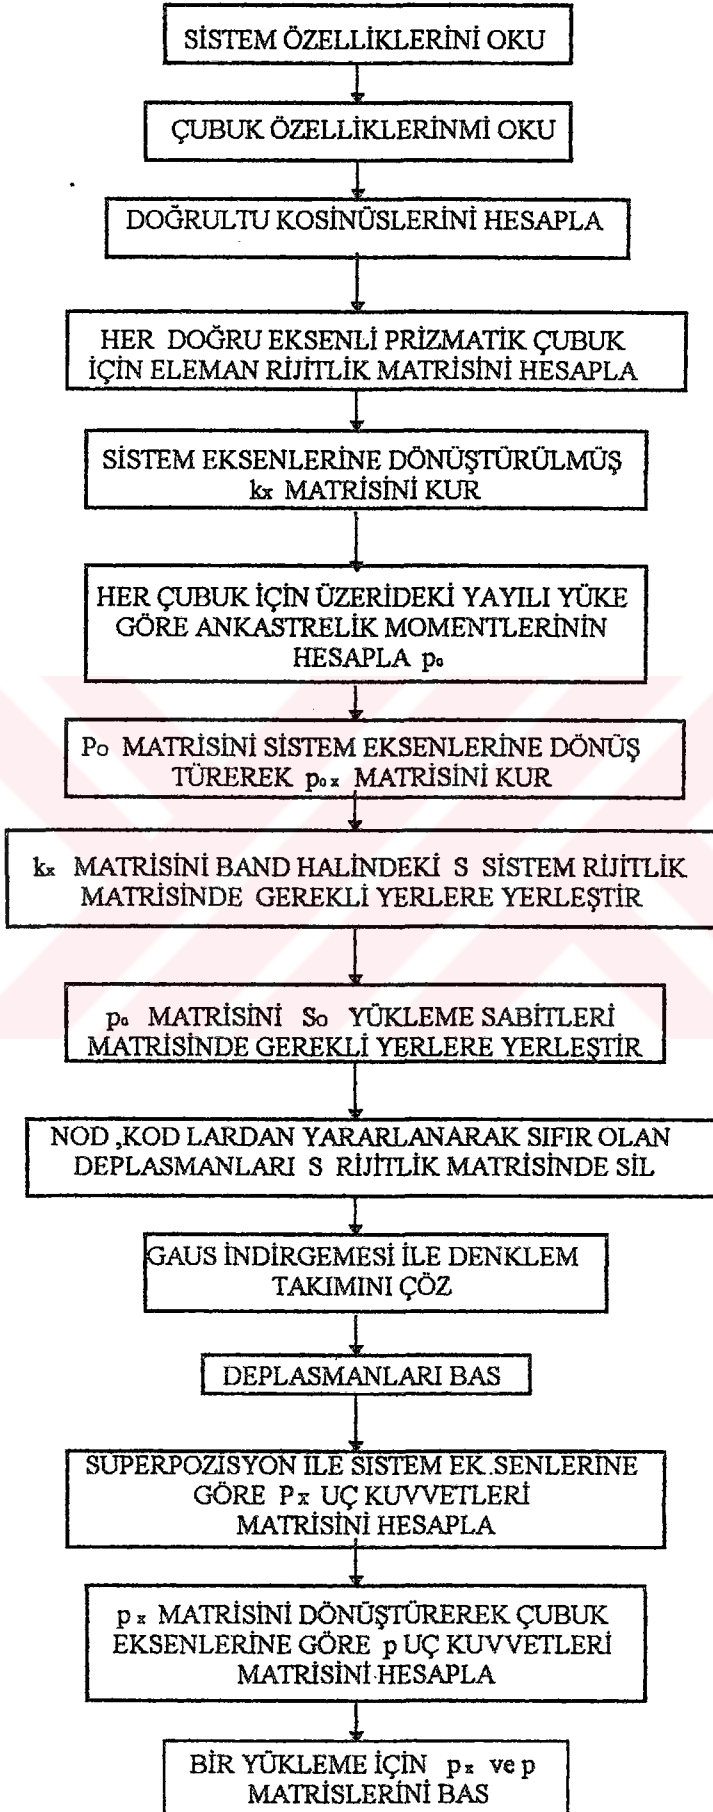 SİSTEM ÖZELLİKLERİNİ OKU
ÇUBUK ÖZELLİKLERİNMİ OKU
DOĞRULTU KOSİNÜSLERİNİ HESAPLA
HER DOĞRU EKSENLİ PRİZMATİK ÇUBUK
İÇİN ELEMAN RİJİTLİK MATRİSİNİ HESAPLA
SİSTEM EKSENLERİNE DÖNÜŞTÜRÜLMÜŞ
kx MATRİSİNİ KUR
HER ÇUBUK İÇİN ÜZERİDEKİ YAYILI YÜKE
GÖRE ANKASTRELİK MOMENTLERİNİN
HESAPLA po
Po MATRİSİNİ SİSTEM EKSENLERİNE DÖNÜŞ
TÜREREK pox MATRİSİNİ KUR
kx MATRİSİNİ BAND HALİNDEKİ S SİSTEM RİJİTLİK
MATRİSİNDE GEREKLİ YERLERE YERLEŞTİR
po MATRİSİNİ So YÜKLEME SABİTLERİ
MATRİSİNDE GEREKLİ YERLERE YERLEŞTİR
NOD ,KOD LARDAN YARARLANARAK SIFIR OLAN
DEPLASMANLARI S RİJİTLİK MATRİSİNDE SİL
GAUS İNDİRGEMESİ İLE DENKLEM
TAKIMINI ÇÖZ
DEPLASMANLARI BAS
SÜPERPOZİSYON İLE SİSTEM EK.SENLERİNE
GÖRE Px UÇ KUVVETLERİ
MATRİSİNİ HESAPLA
px MATRİSİNİ DÖNÜŞTÜREREK ÇUBUK
EKSENLERİNE GÖRE p UÇ KUVVETLERİ
MATRİSİNİ HESAPLA
BİR YÜKLEME İÇİN px ve p
MATRİSLERİNİ BAS